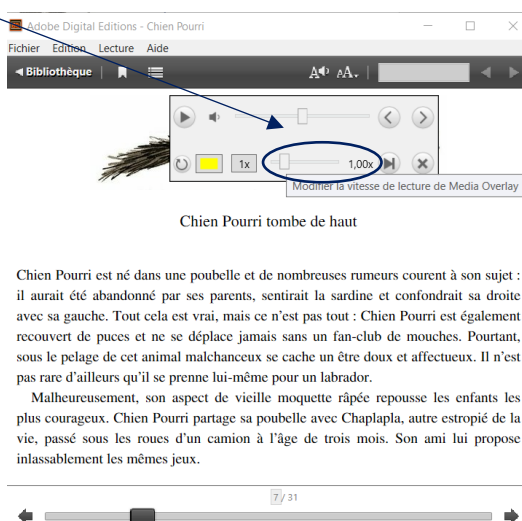 Adobe Digital Editions - Chien Pourri
Fichier Edition Lecture Aide
Bibliothèque
A AA
1x 1,00x
Modifier la vitesse de lecture de Media Overlay
Chien Pourri tombe de haut
Chien Pourri est né dans une poubelle et de nombreuses rumeurs courent à son sujet :
il aurait été abandonné par ses parents, sentirait la sardine et confondrait sa droite
avec sa gauche. Tout cela est vrai, mais ce n'est pas tout : Chien Pourri est également
recouvert de puces et ne se déplace jamais sans un fan-club de mouches. Pourtant,
sous le pelage de cet animal malchanceux se cache un être doux et affectueux. Il n'est
pas rare d'ailleurs qu'il se prenne lui-même pour un labrador.
Malheureusement, son aspect de vieille moquette râpée repousse les enfants les
plus courageux. Chien Pourri partage sa poubelle avec Chaplapla, autre estropié de la
vie, passé sous les roues d'un camion à l'âge de trois mois. Son ami lui propose
inlassablement les mêmes jeux.
7 / 31